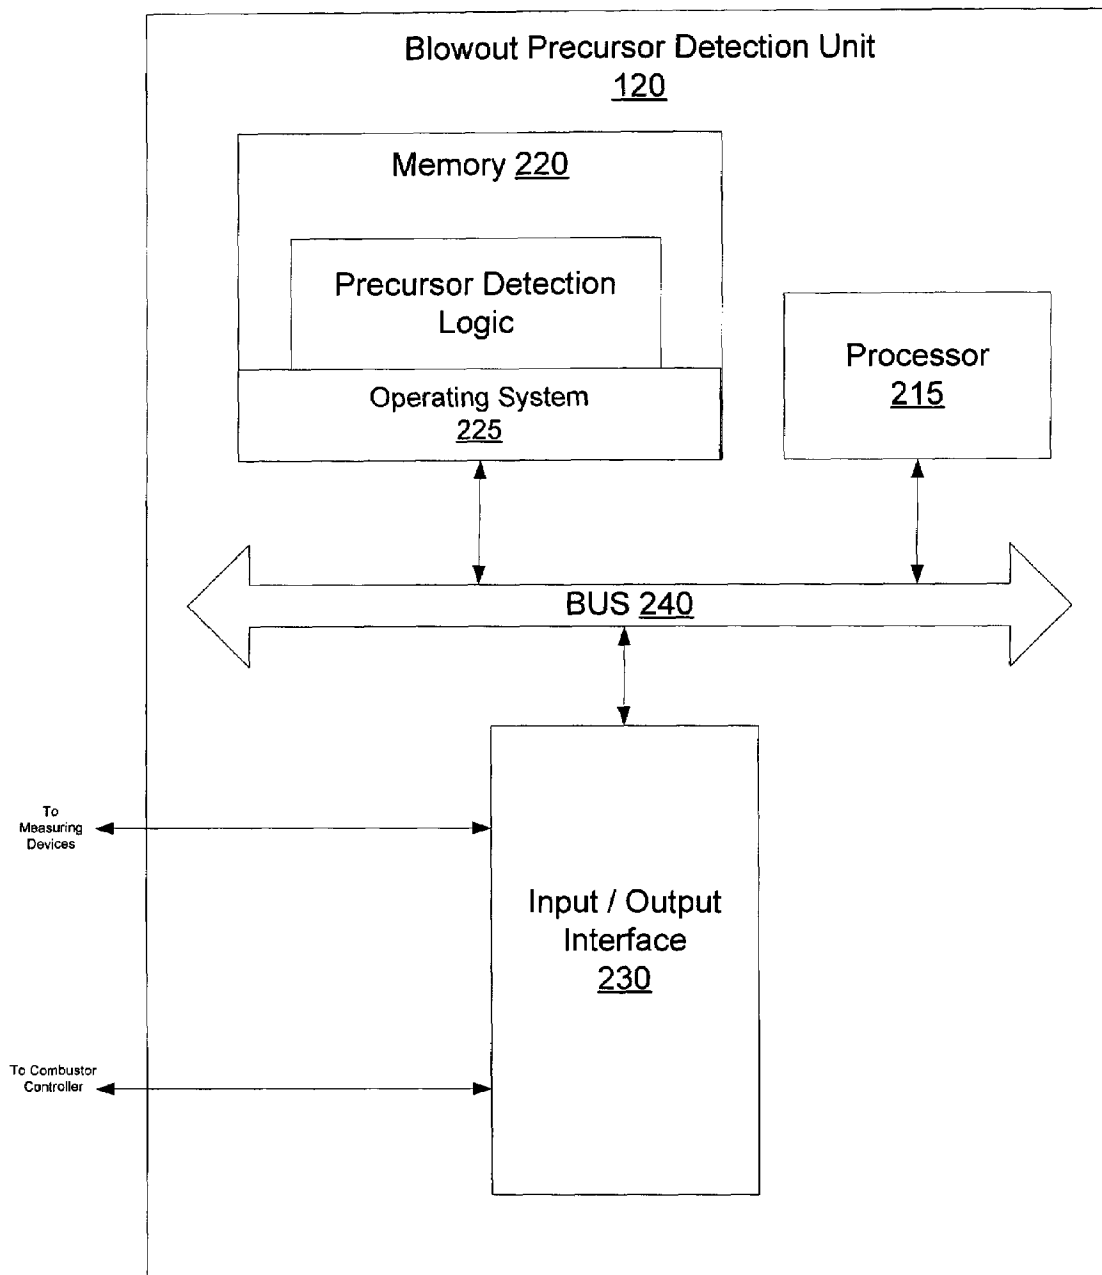 Blowout Precursor Detection Unit
120
Memory 220
Precursor Detection
Logic
Operating System
225
Processor
215
BUS 240
To
Measuring
Devices
Input / Output
Interface
230
To Combustor
Controller